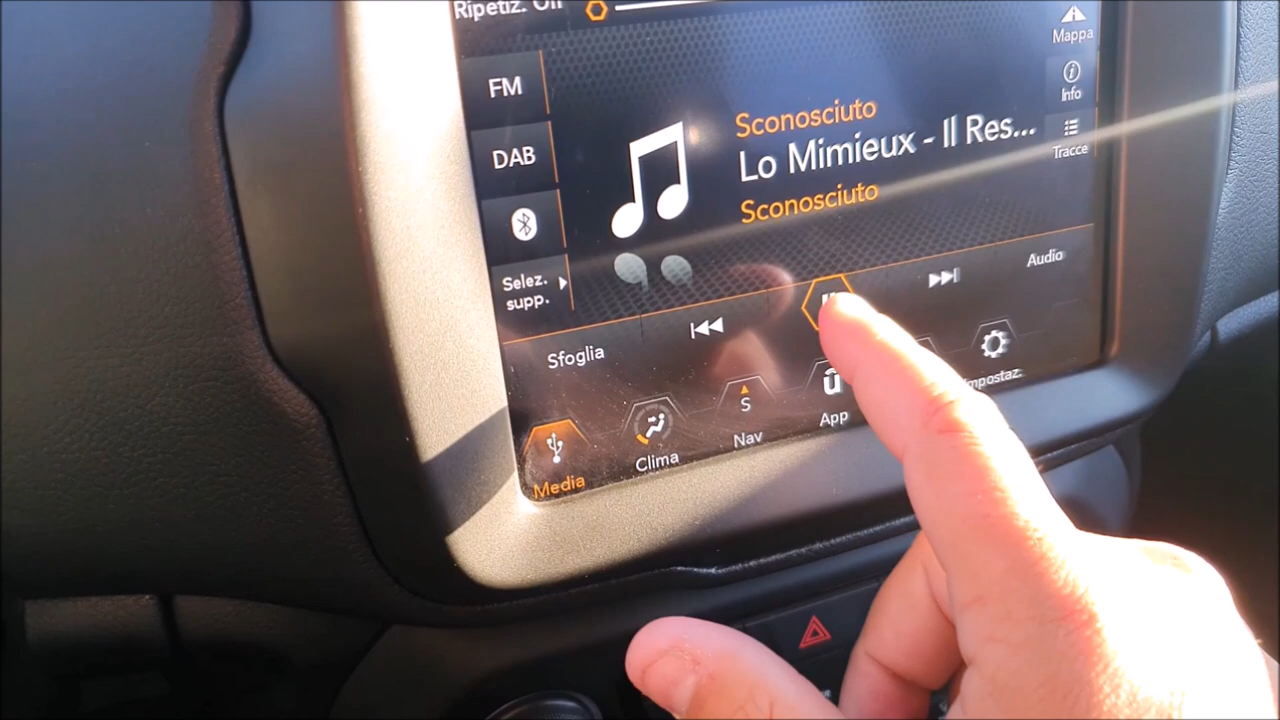 Ripetiz. Off
Mappa
FM
Info
Sconosciuto
Lo Mimieux - Il Res...
DAB
Tracce
Sconosciuto
Selez.
supp.
Audio
Sfoglia
Impostaz.
S
App
Nav
Clima
Media